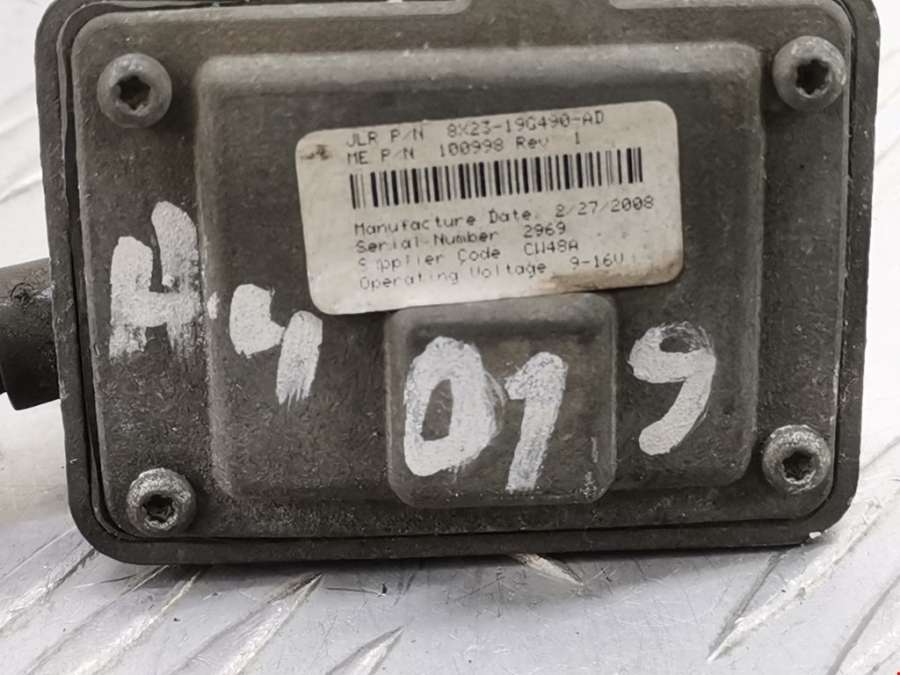 JLR P/N 8X23-19G490-AD
ME P/N 100998 Rev 1
Manufacture Date 2/27/2008
Serial Number 2969
Supplier Code CW48A
Operating Voltage 9-16V
019